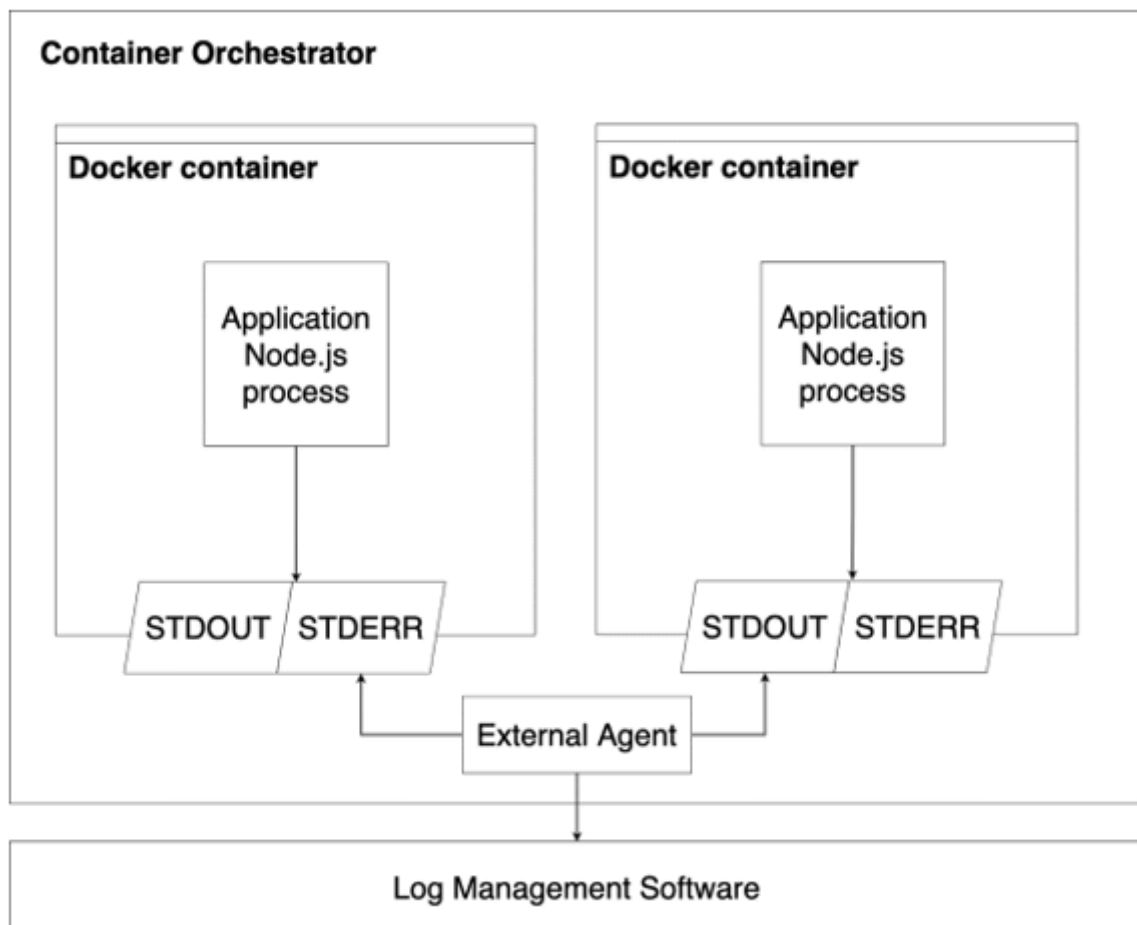 Container Orchestrator
Docker container
Application
Node.js
process
STDOUT
STDERR
Docker container
Application
Node.js
process
STDOUT
STDERR
External Agent
Log Management Software